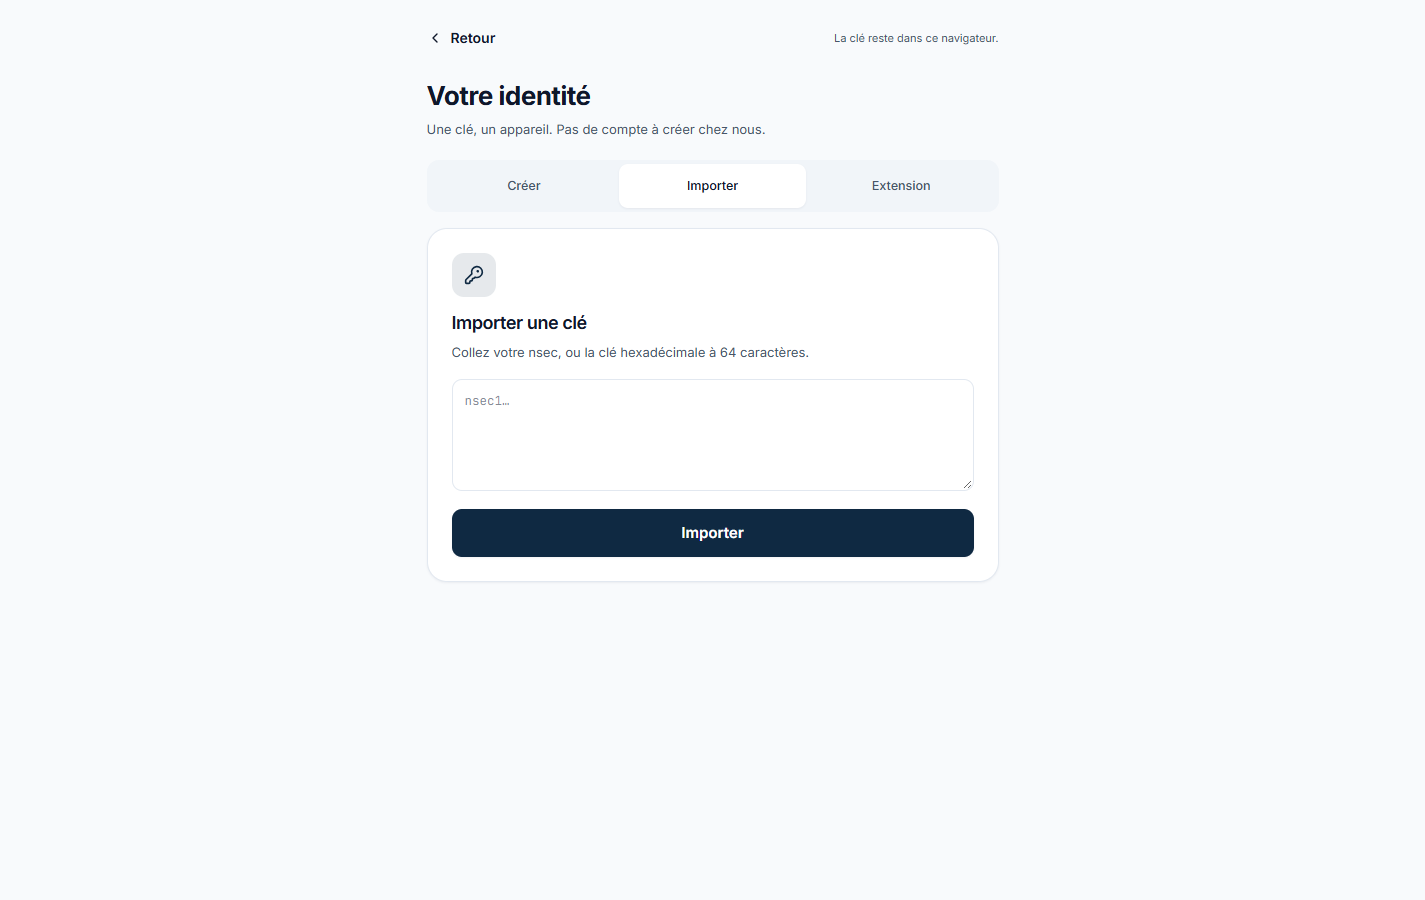 Retour
La clé reste dans ce navigateur.
Votre identité
Une clé, un appareil. Pas de compte à créer chez nous.
Créer
Importer
Extension
Importer une clé
Collez votre nsec, ou la clé hexadécimale à 64 caractères.
nsec1…
Importer